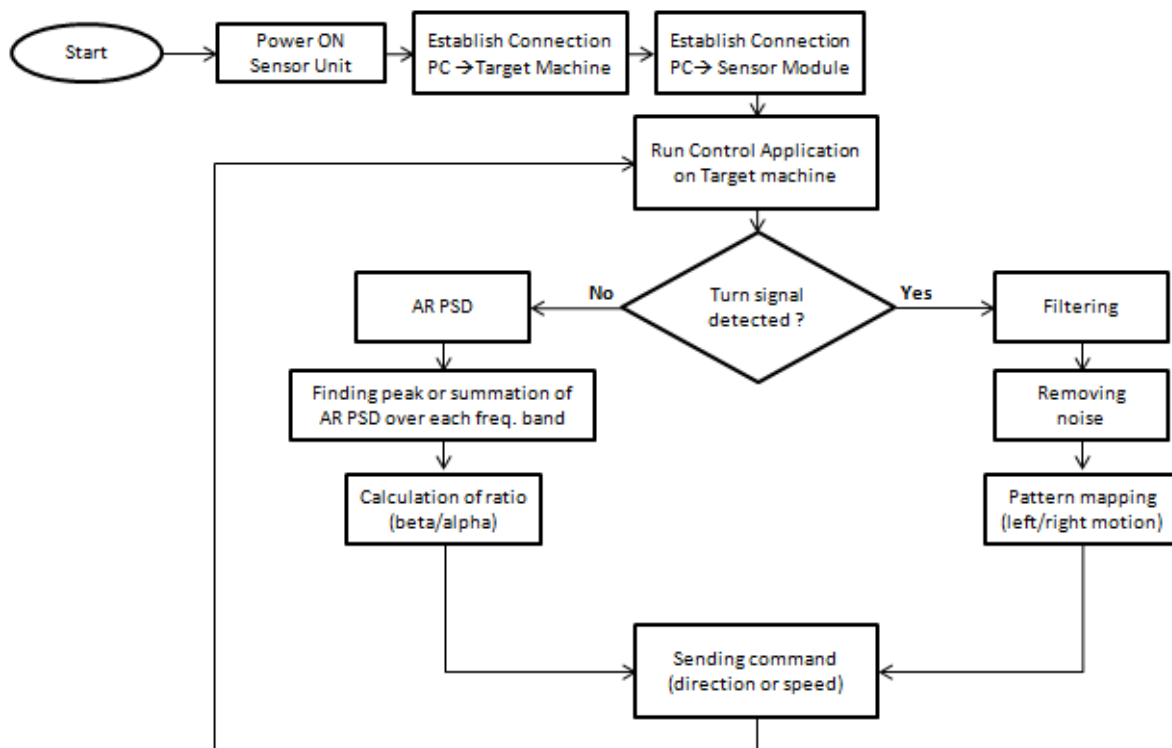 Start
Power ON
Sensor Unit
Establish Connection
PC →Target Machine
Establish Connection
PC→ Sensor Module
Run Control Application
on Target machine
Turn signal
detected ?
No
Yes
AR PSD
Finding peak or summation of
AR PSD over each freq. band
Calculation of ratio
(beta/alpha)
Filtering
Removing
noise
Pattern mapping
(left/right motion)
Sending command
(direction or speed)